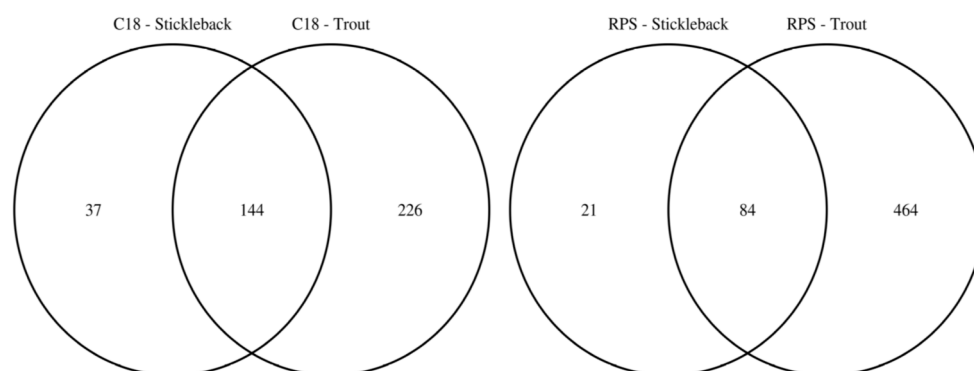 C18 - Stickleback C18 - Trout RPS - Stickleback RPS - Trout
37 144 226 21 84 464